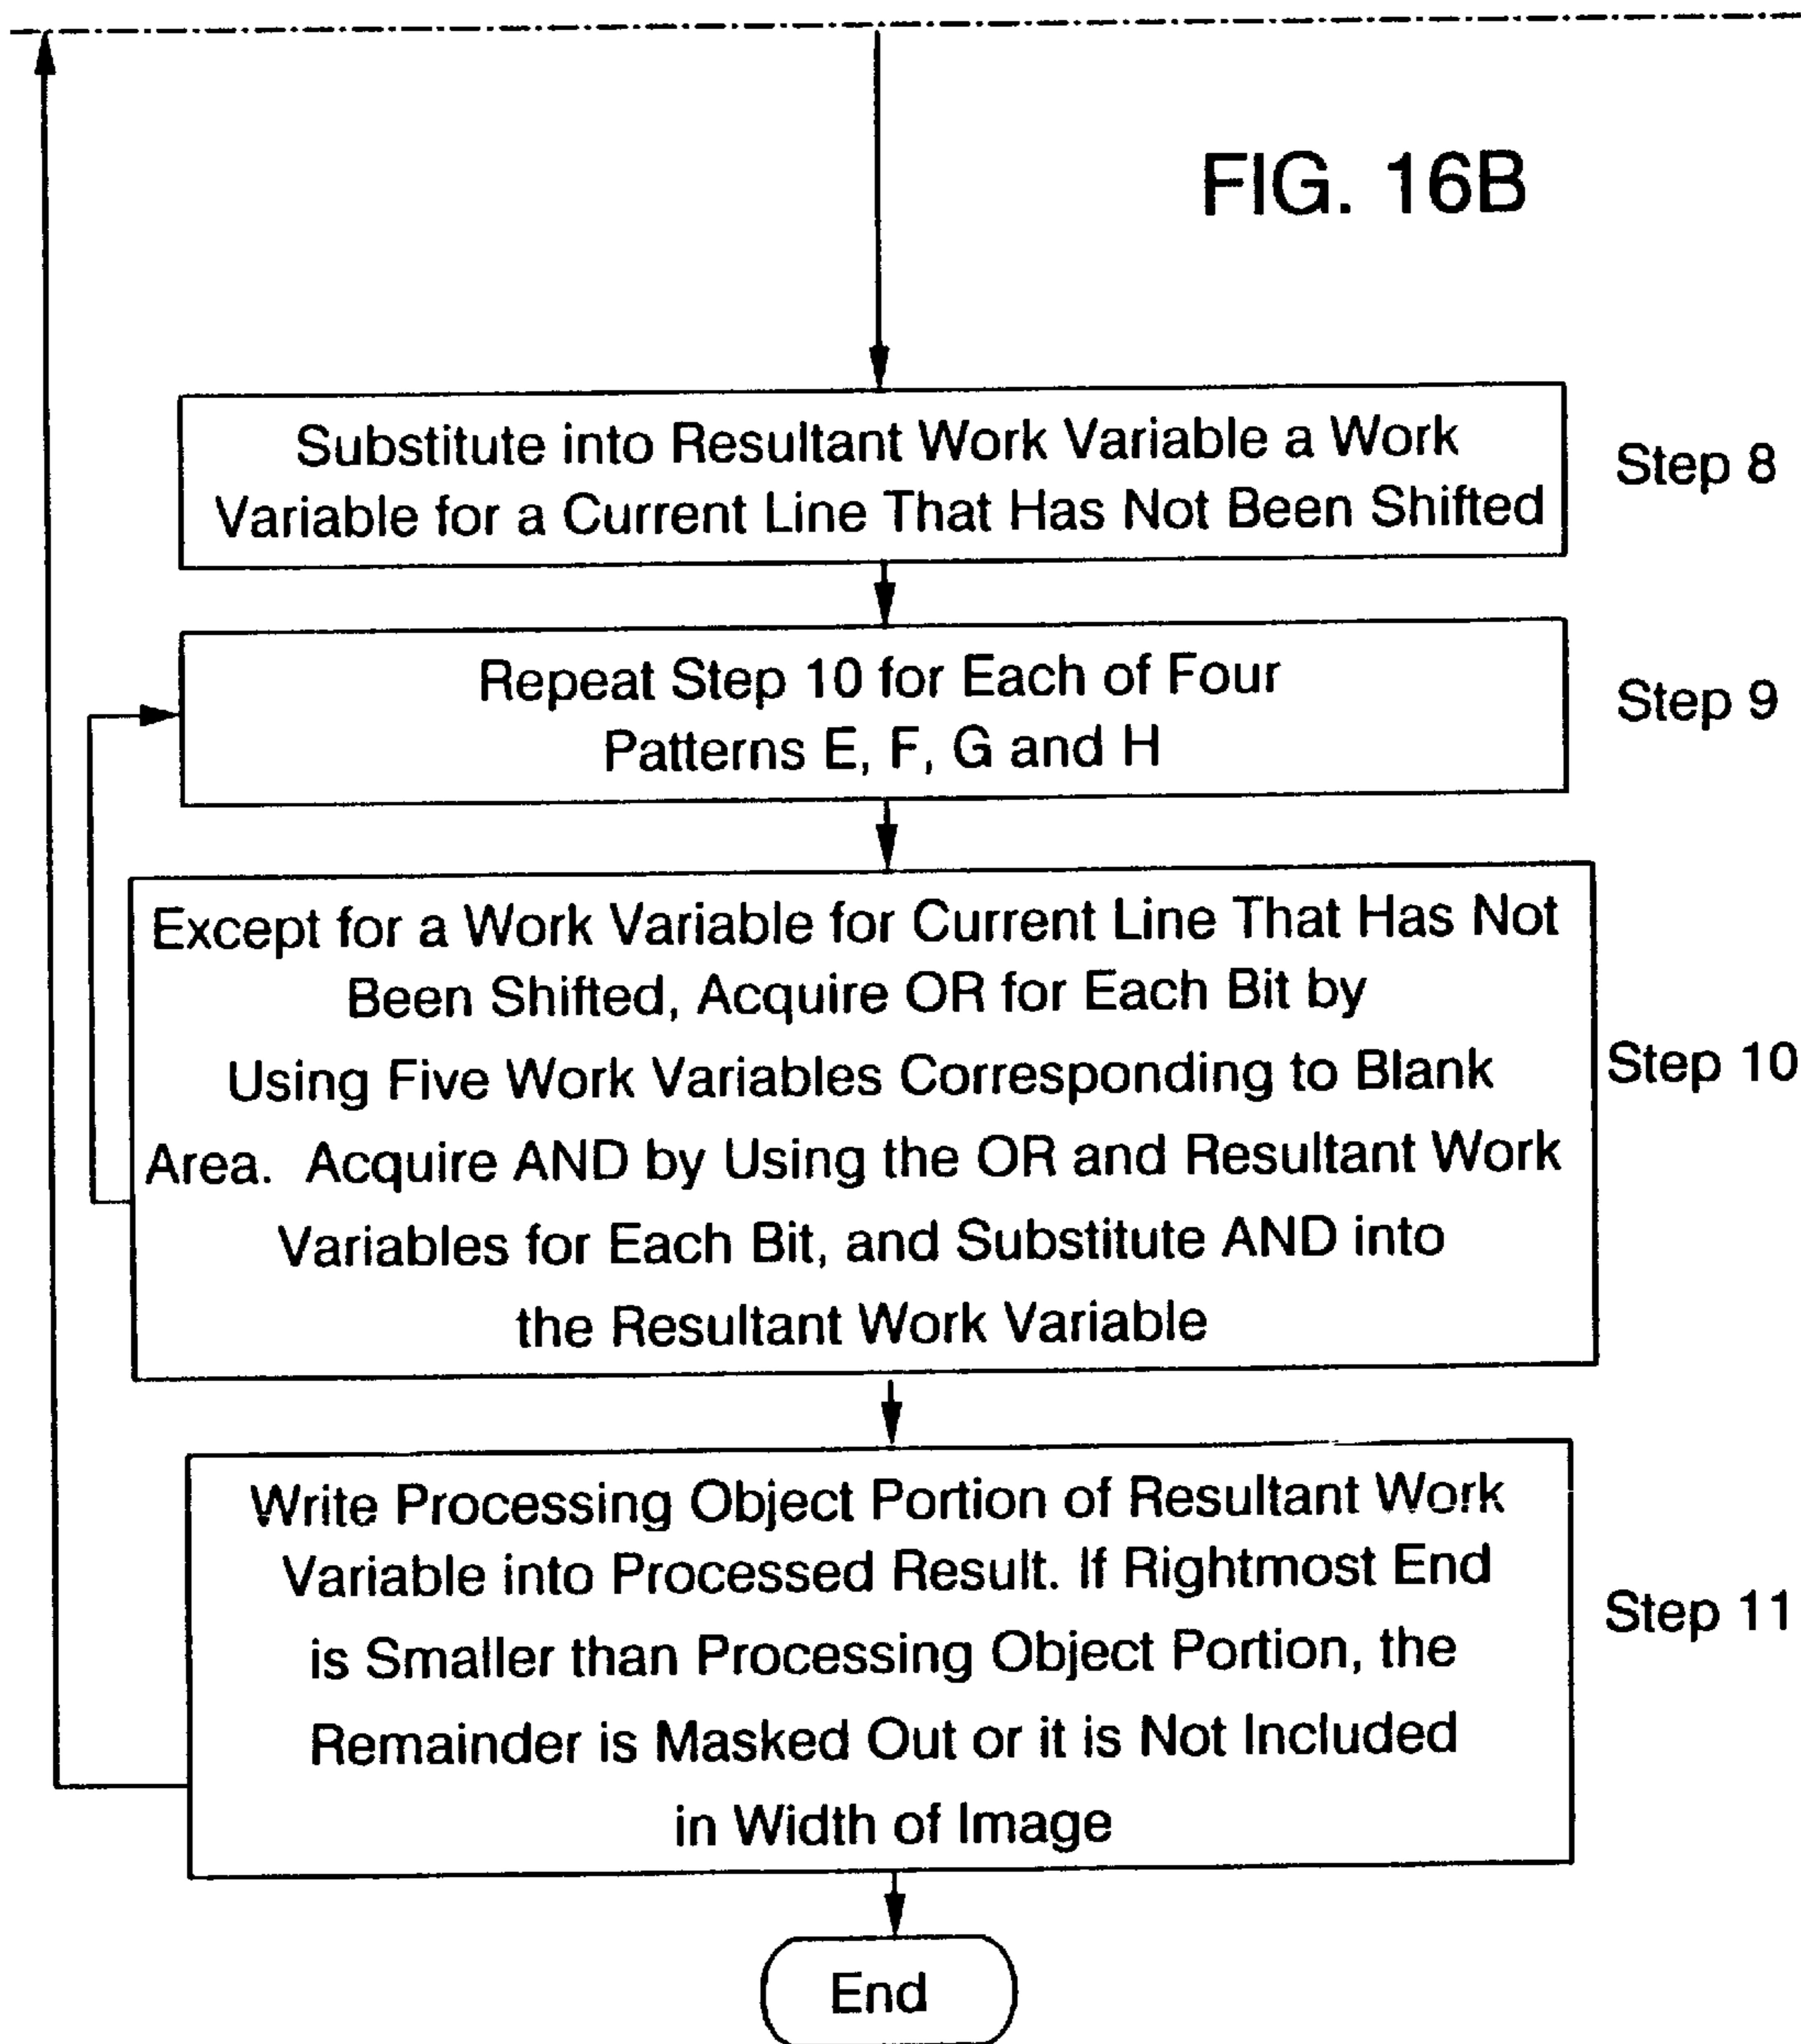 FIG. 16B
Substitute into Resultant Work Variable a Work
Variable for a Current Line That Has Not Been Shifted
Step 8
Repeat Step 10 for Each of Four
Patterns E, F, G and H
Step 9
Except for a Work Variable for Current Line That Has Not
Been Shifted, Acquire OR for Each Bit by
Using Five Work Variables Corresponding to Blank
Area. Acquire AND by Using the OR and Resultant Work
Variables for Each Bit, and Substitute AND into
the Resultant Work Variable
Step 10
Write Processing Object Portion of Resultant Work
Variable into Processed Result. If Rightmost End
is Smaller than Processing Object Portion, the
Remainder is Masked Out or it is Not Included
in Width of Image
Step 11
End